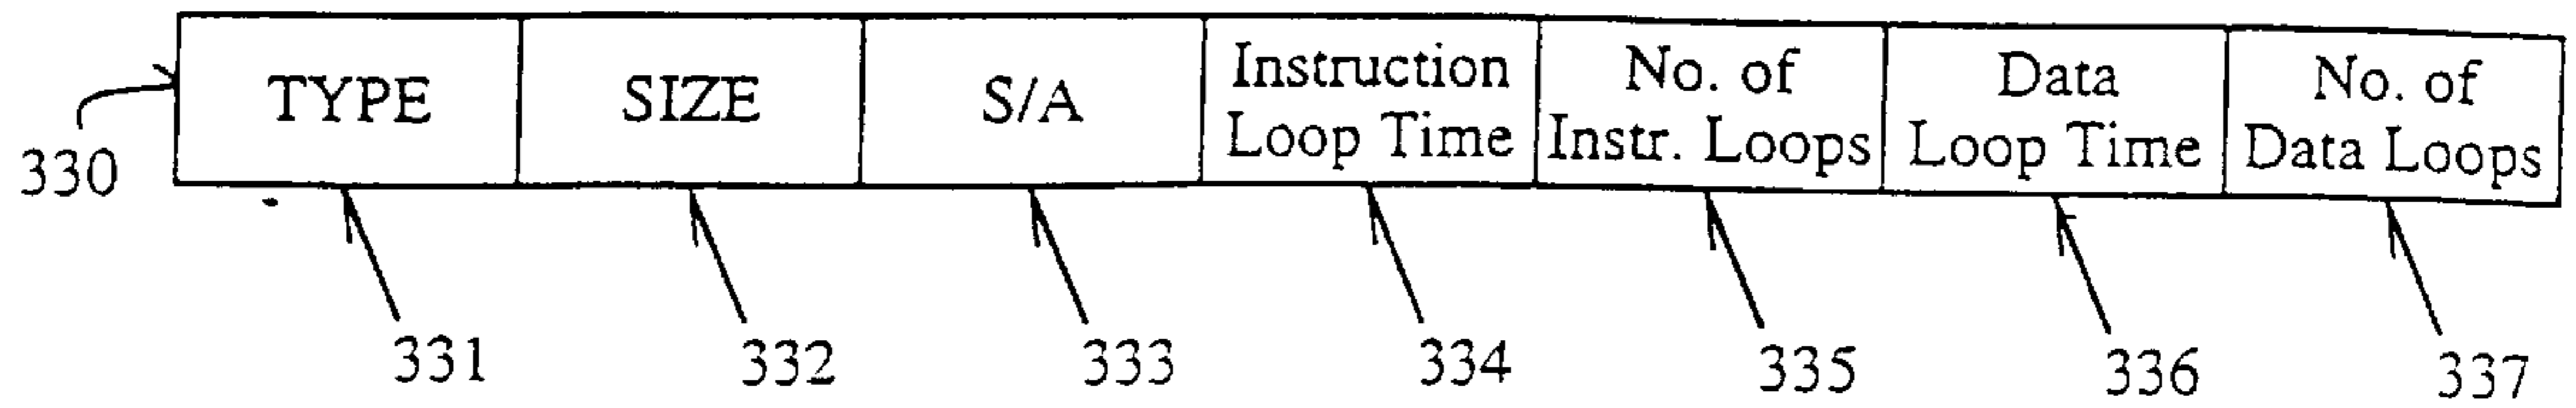 TYPE
SIZE
S/A
Instruction
Loop Time
No. of
Instr. Loops
Data
Loop Time
No. of
Data Loops
330
331
332
333
334
335
336
337